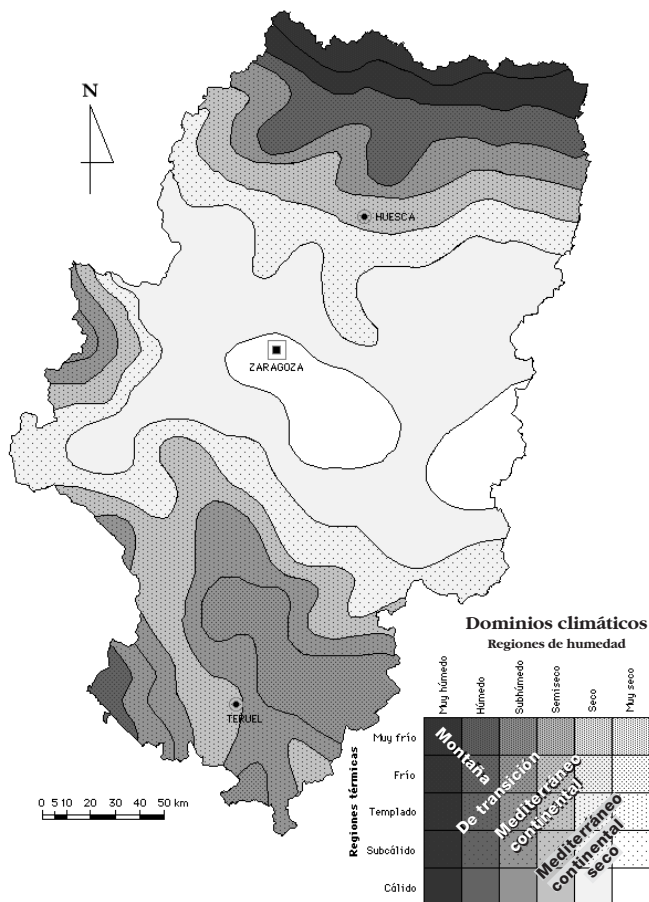 N
HUESCA
ZARAGOZA
TERUEL
0 5 10 20 30 40 50 km
Dominios climáticos
Regiones de humedad
Muy húmedo
Húmedo
Subhúmedo
Semiseco
Seco
Muy seco
Regiones térmicas
Muy frío
Frío
Templado
Subcálido
Cálido
Montaña
De transición
Mediterráneo
continental
Mediterráneo
continental
seco